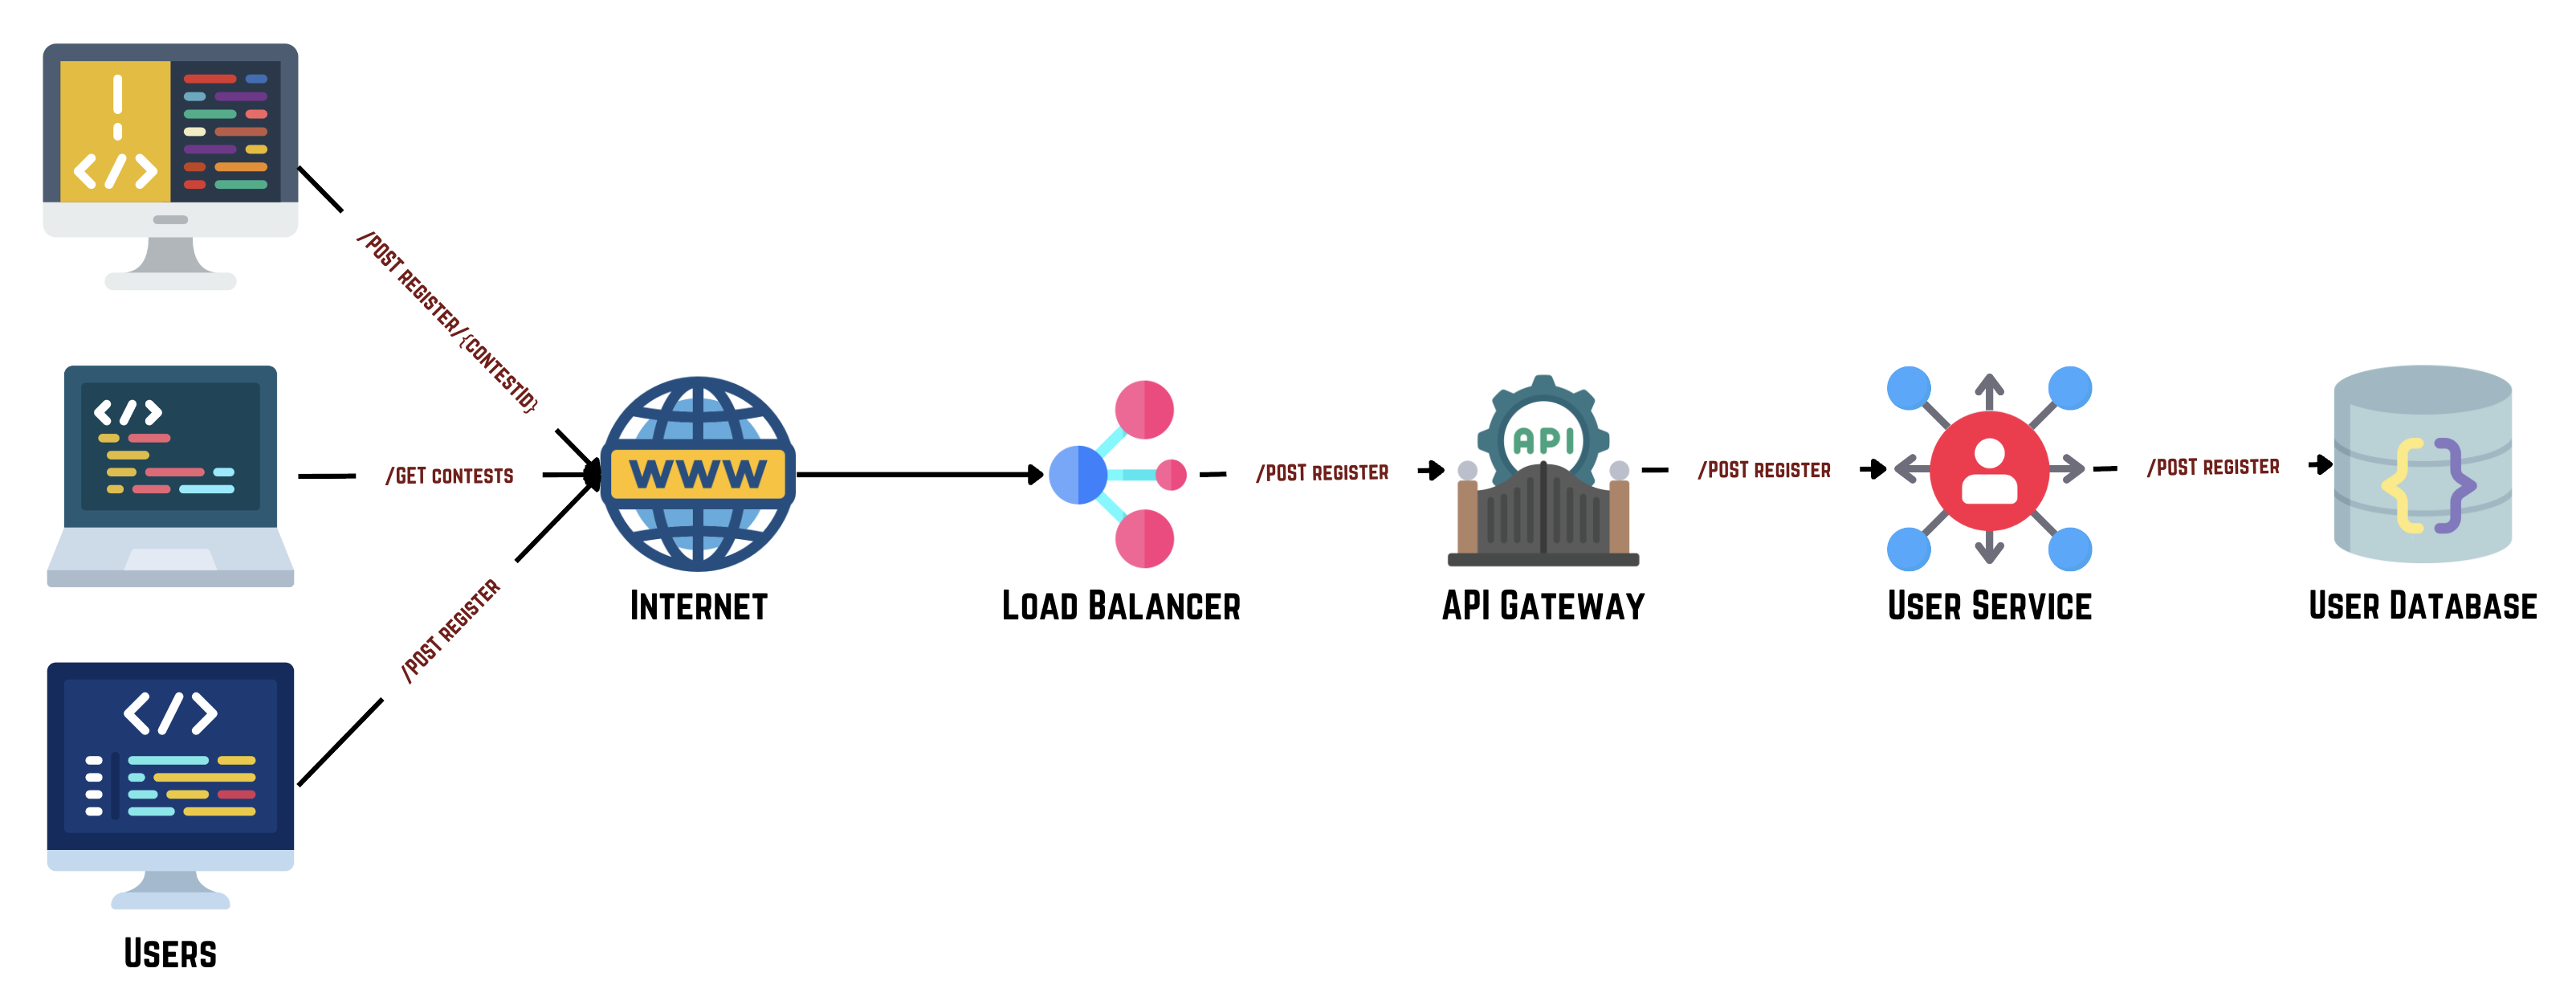 </>
/POST REGISTER/{CONTESTID}
</>
/GET CONTESTS
</>
/POST REGISTER
USERS
WWW
INTERNET
LOAD BALANCER
/POST REGISTER
API
API GATEWAY
/POST REGISTER
USER SERVICE
/POST REGISTER
{ }
USER DATABASE